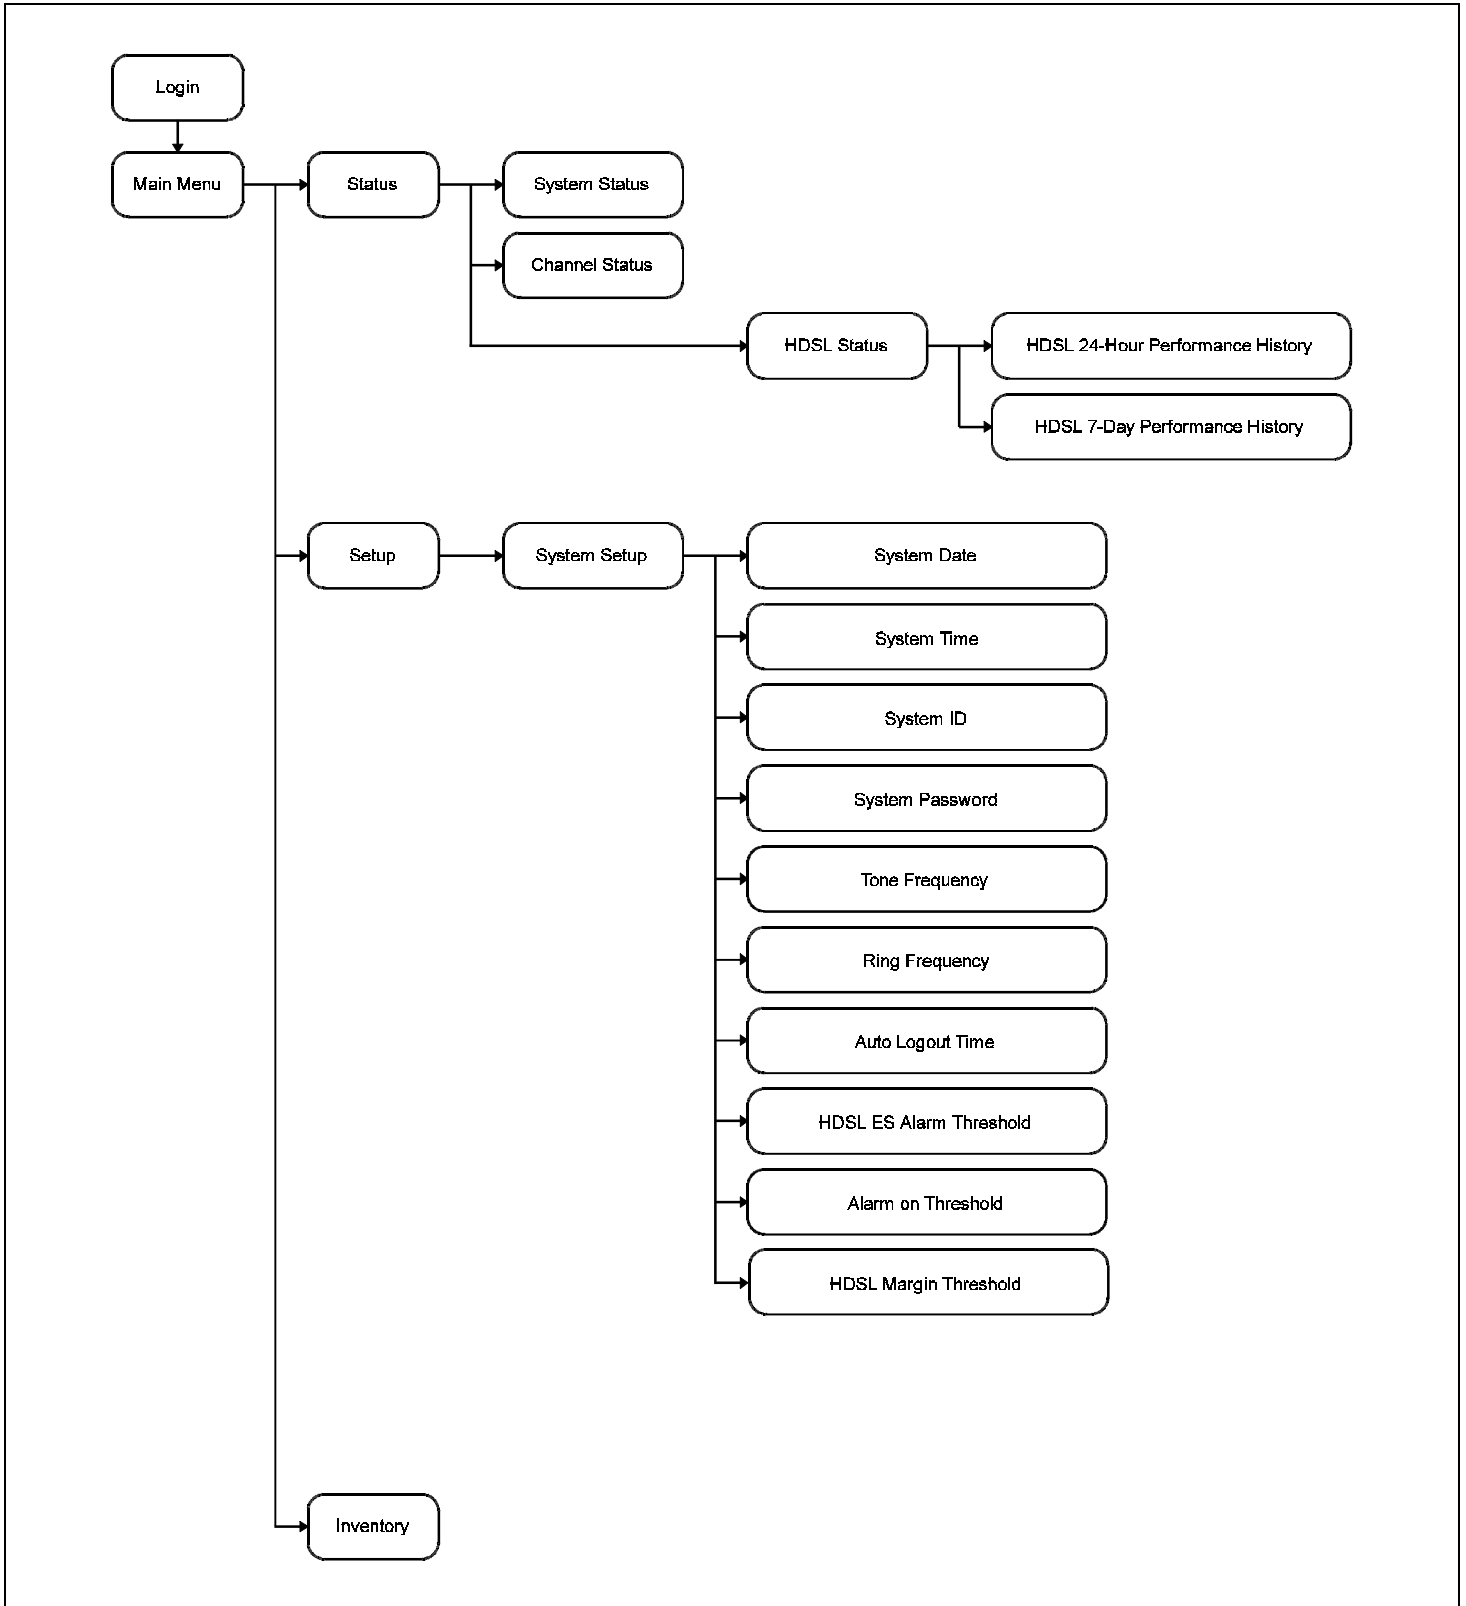 Login
Main Menu
Status
System Status
Channel Status
HDSL Status
HDSL 24-Hour Performance History
HDSL 7-Day Performance History
Setup
System Setup
System Date
System Time
System ID
System Password
Tone Frequency
Ring Frequency
Auto Logout Time
HDSL ES Alarm Threshold
Alarm on Threshold
HDSL Margin Threshold
Inventory